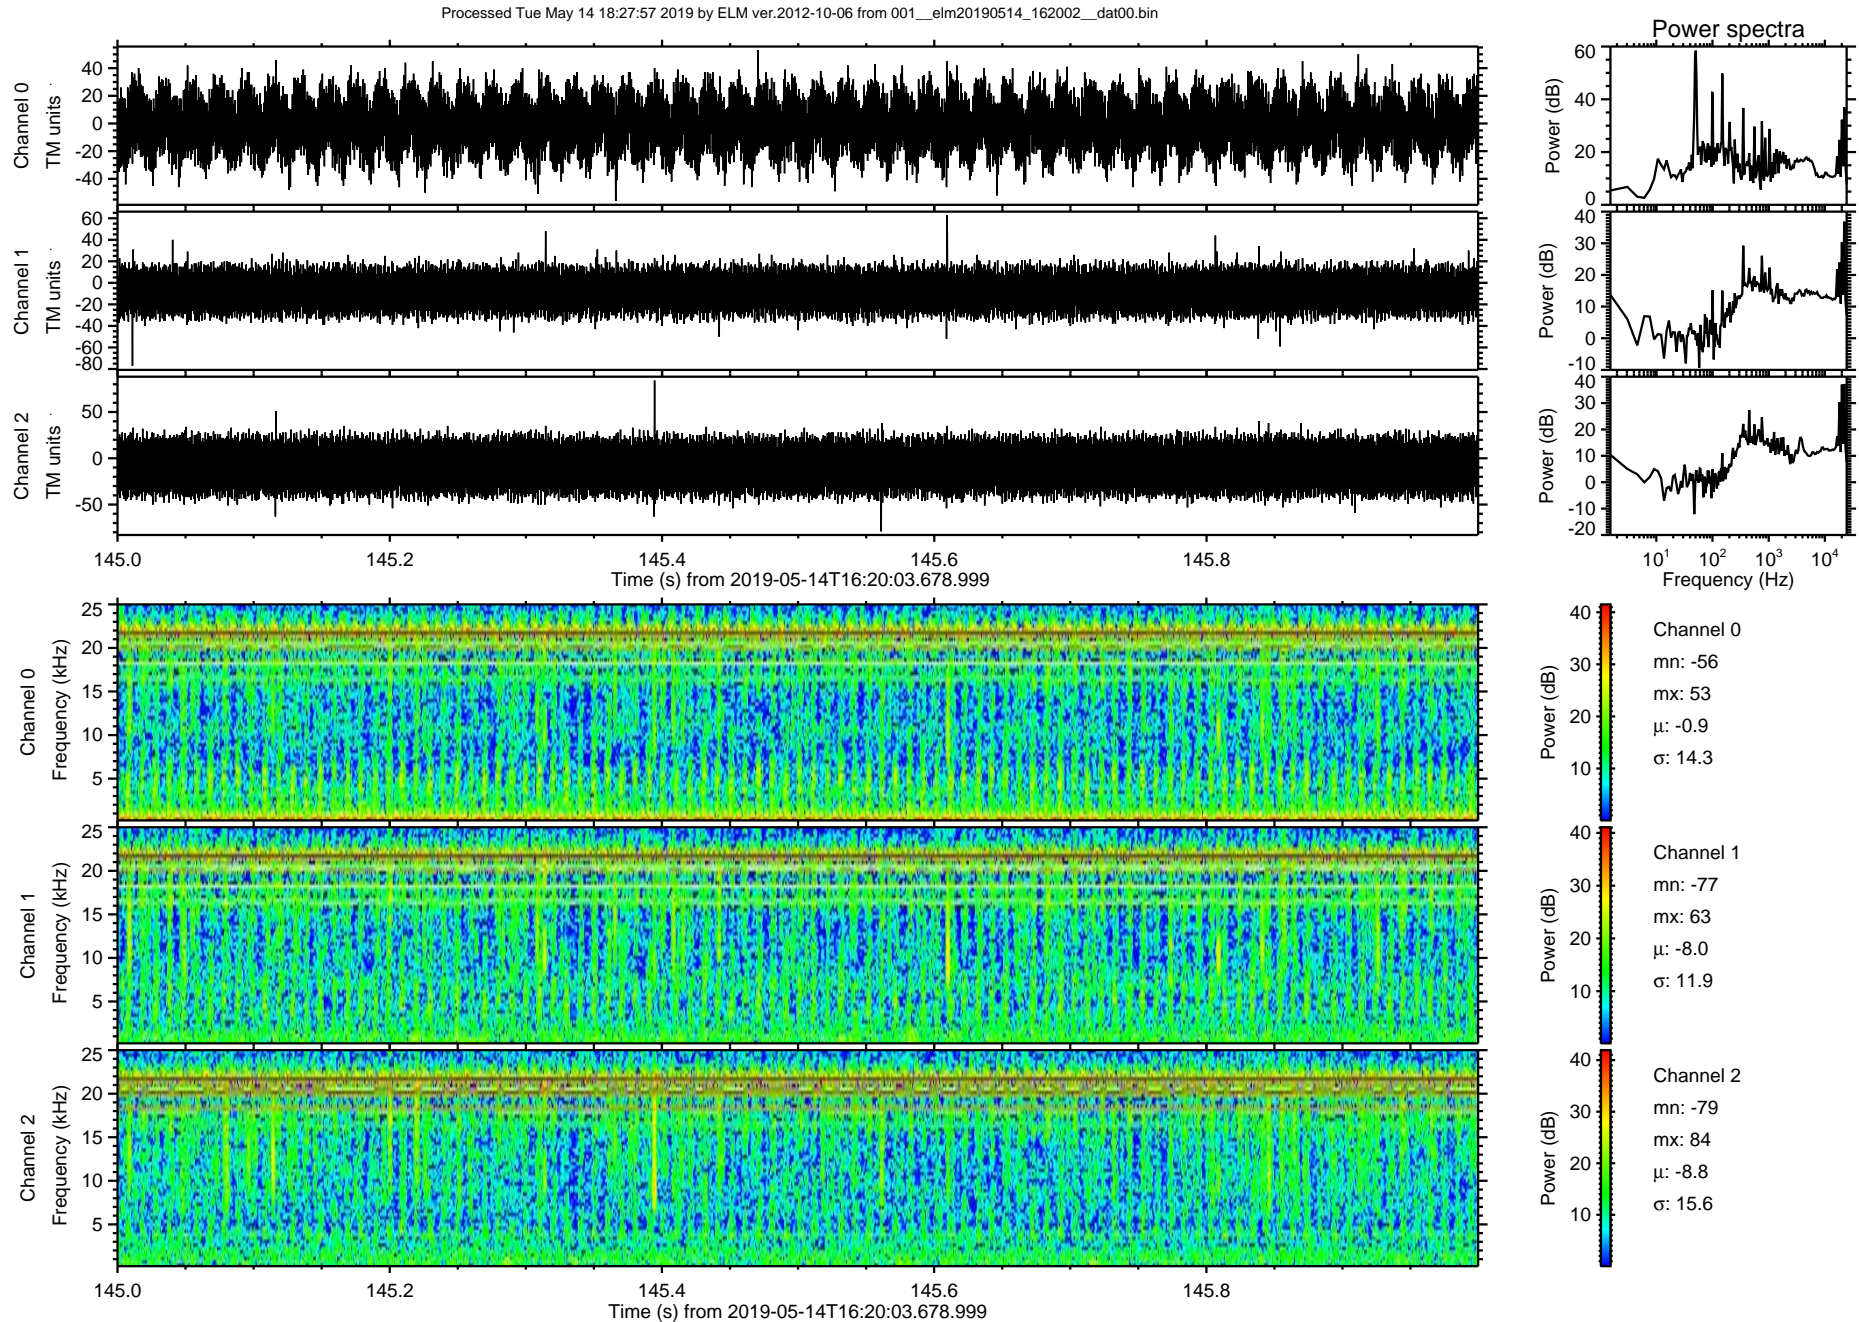 Processed Tue May 14 18:27:57 2019 by ELM ver.2012-10-06 from 001__elm20190514_162002__dat00.bin
Power spectra
Channel 0
TM units
40
20
0
-20
-40
Power (dB)
60
40
20
0
Channel 1
TM units
60
40
20
0
-20
-40
-60
-80
Power (dB)
40
30
20
10
0
-10
Channel 2
TM units
50
0
-50
Power (dB)
40
30
20
10
0
-10
-20
145.0 145.2 145.4 145.6 145.8
Time (s) from 2019-05-14T16:20:03.678.999
10^1 10^2 10^3 10^4
Frequency (Hz)
Channel 0
Frequency (kHz)
25
20
15
10
5
Power (dB)
40
30
20
10
Channel 0
mn: -56
mx: 53
μ: -0.9
σ: 14.3
Channel 1
Frequency (kHz)
25
20
15
10
5
Power (dB)
40
30
20
10
Channel 1
mn: -77
mx: 63
μ: -8.0
σ: 11.9
Channel 2
Frequency (kHz)
25
20
15
10
5
Power (dB)
40
30
20
10
Channel 2
mn: -79
mx: 84
μ: -8.8
σ: 15.6
145.0 145.2 145.4 145.6 145.8
Time (s) from 2019-05-14T16:20:03.678.999